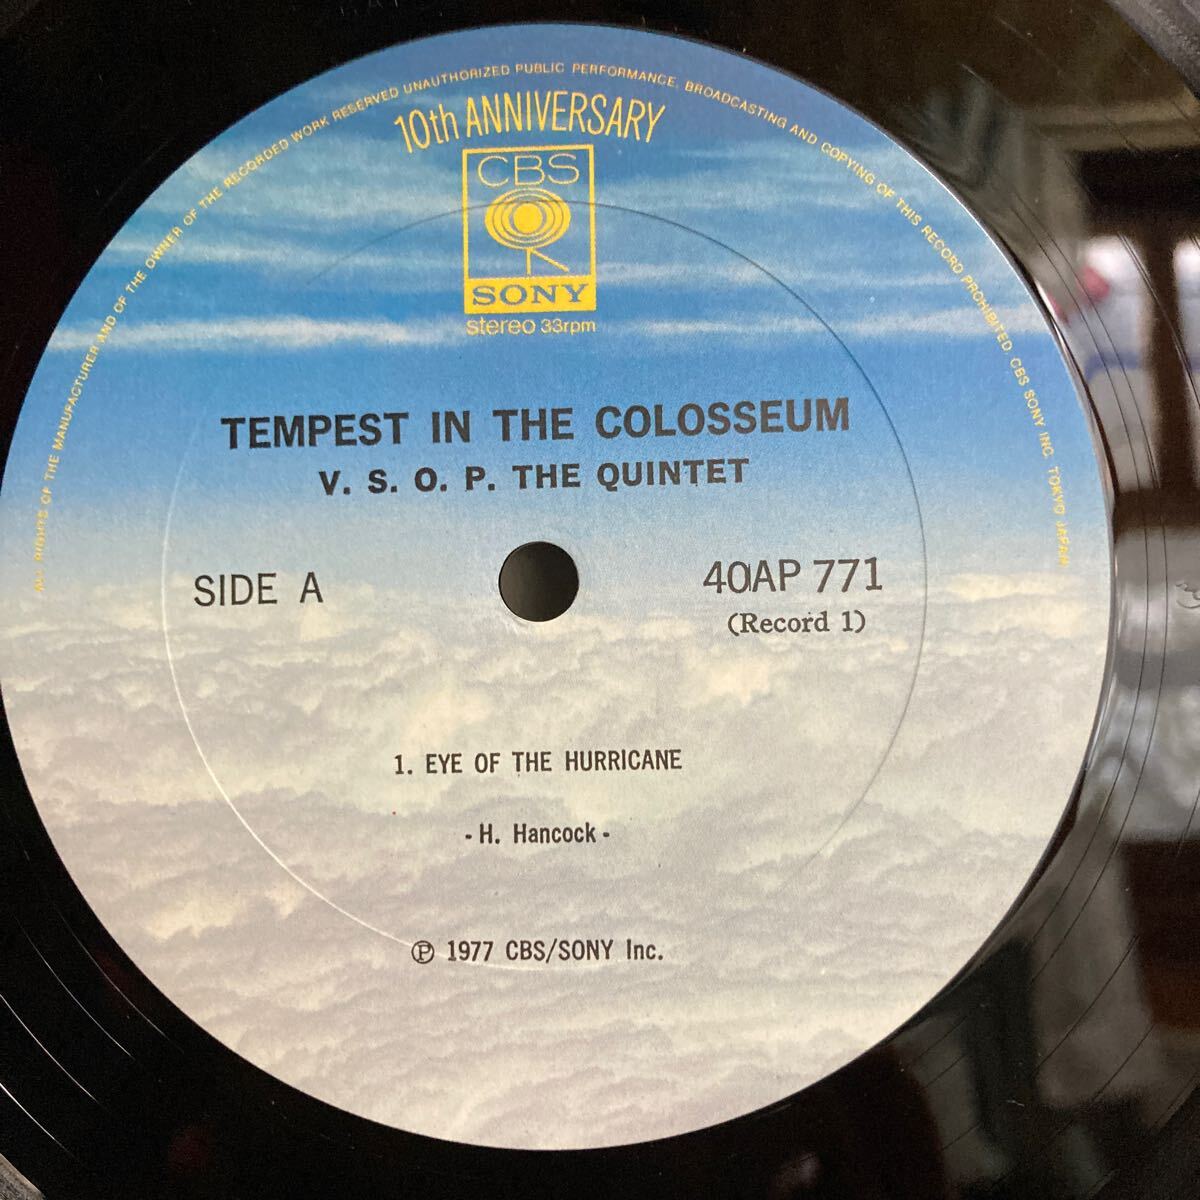 ALL RIGHTS OF THE MANUFACTURER AND OF THE OWNER OF THE RECORDED WORK RESERVED UNAUTHORIZED PUBLIC PERFORMANCE, BROADCASTING AND COPYING OF THIS RECORD PROHIBITED. CBS SONY INC. TOKYO JAPAN
10th ANNIVERSARY
CBS
SONY
stereo 33rpm
TEMPEST IN THE COLOSSEUM
V. S. O. P. THE QUINTET
SIDE A
40AP 771
(Record 1)
1. EYE OF THE HURRICANE
- H. Hancock -
Ⓟ 1977 CBS/SONY Inc.